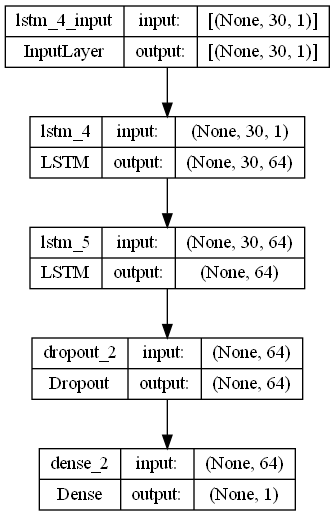 lstm_4_input input: [(None, 30, 1)]
InputLayer output: [(None, 30, 1)]
lstm_4 input: (None, 30, 1)
LSTM output: (None, 30, 64)
lstm_5 input: (None, 30, 64)
LSTM output: (None, 64)
dropout_2 input: (None, 64)
Dropout output: (None, 64)
dense_2 input: (None, 64)
Dense output: (None, 1)